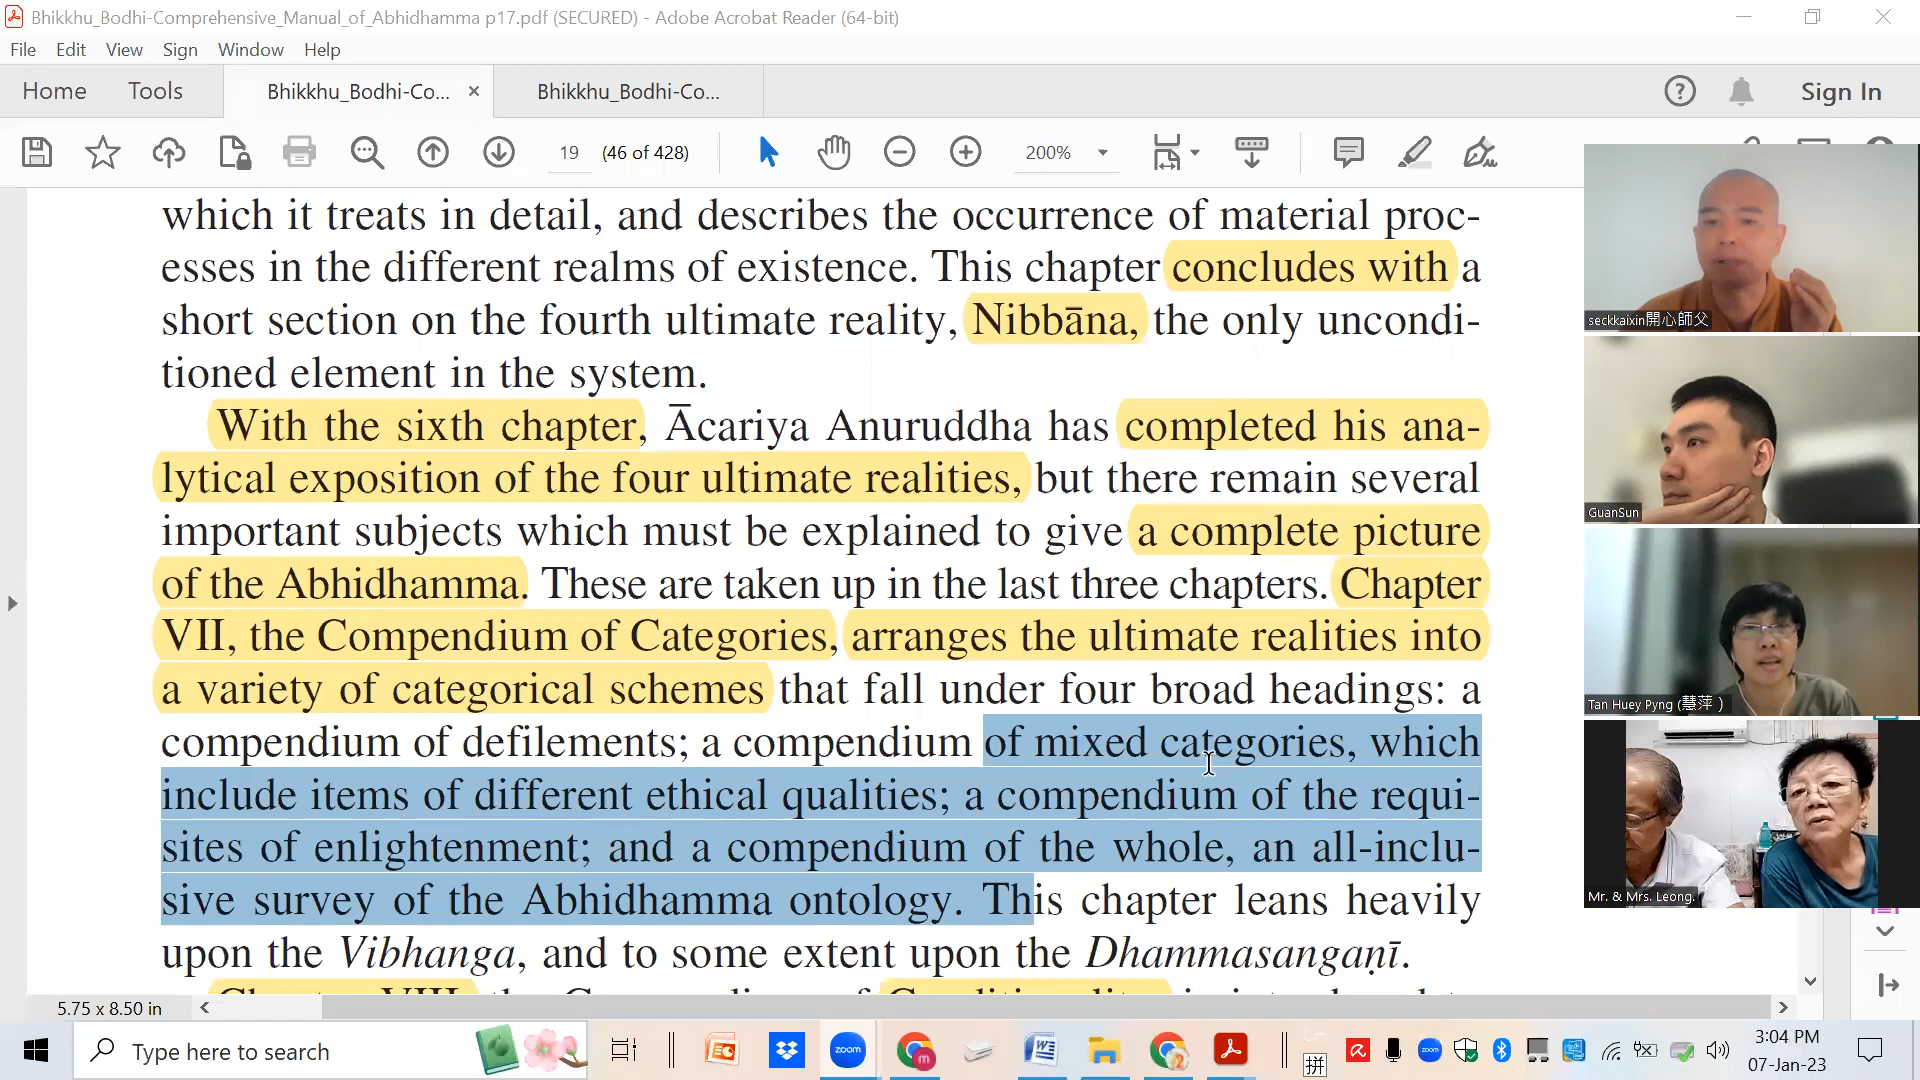 Bhikkhu_Bodhi-Comprehensive_Manual_of_Abhidhamma p17.pdf (SECURED) - Adobe Acrobat Reader (64-bit)
File Edit View Sign Window Help
Home Tools Bhikkhu_Bodhi-Co... × Bhikkhu_Bodhi-Co... Sign In
19 (46 of 428) 200%
which it treats in detail, and describes the occurrence of material proc-
esses in the different realms of existence. This chapter concludes with a
short section on the fourth ultimate reality, Nibbāna, the only uncondi-
tioned element in the system.
With the sixth chapter, Ācariya Anuruddha has completed his ana-
lytical exposition of the four ultimate realities, but there remain several
important subjects which must be explained to give a complete picture
of the Abhidhamma. These are taken up in the last three chapters. Chapter
VII, the Compendium of Categories, arranges the ultimate realities into
a variety of categorical schemes that fall under four broad headings: a
compendium of defilements; a compendium of mixed categories, which
include items of different ethical qualities; a compendium of the requi-
sites of enlightenment; and a compendium of the whole, an all-inclu-
sive survey of the Abhidhamma ontology. This chapter leans heavily
upon the Vibhanga, and to some extent upon the Dhammasangaṇī.
seckkaixin開心師父
GuanSun
Tan Huey Pyng (慧萍)
Mr. & Mrs. Leong.
5.75 x 8.50 in
Type here to search
zoom
拼
3:04 PM
07-Jan-23